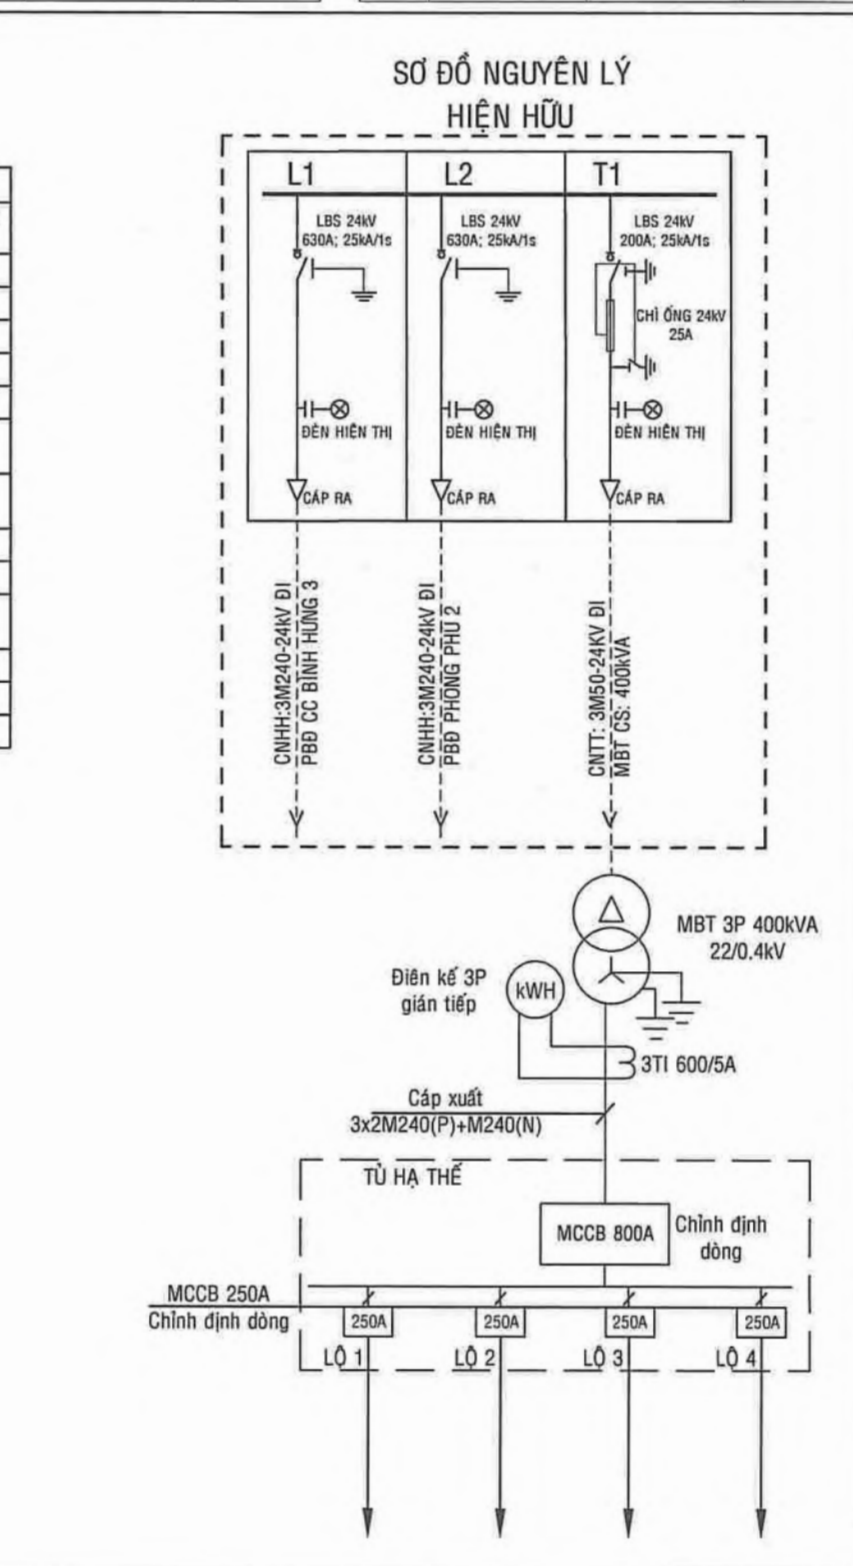 SƠ ĐỒ NGUYÊN LÝ
HIỆN HỮU
L1
L2
T1
LBS 24kV
630A; 25kA/1s
LBS 24kV
630A; 25kA/1s
LBS 24kV
200A; 25kA/1s
CHÌ ỐNG 24kV
25A
ĐÈN HIỆN THỊ
ĐÈN HIỆN THỊ
ĐÈN HIỆN THỊ
CÁP RA
CÁP RA
CÁP RA
CNHH:3M240-24kV ĐI
PBĐ CC BÌNH HƯNG 3
CNHH:3M240-24kV ĐI
PBĐ PHONG PHÚ 2
CNTT: 3M50-24KV ĐI
MBT CS: 400kVA
MBT 3P 400kVA
22/0.4kV
Điên kế 3P
gián tiếp
kWH
3TI 600/5A
Cáp xuất
3x2M240(P)+M240(N)
TỦ HẠ THẾ
MCCB 800A
Chỉnh định
dòng
MCCB 250A
Chỉnh định dòng
250A
250A
250A
250A
LỘ 1
LỘ 2
LỘ 3
LỘ 4